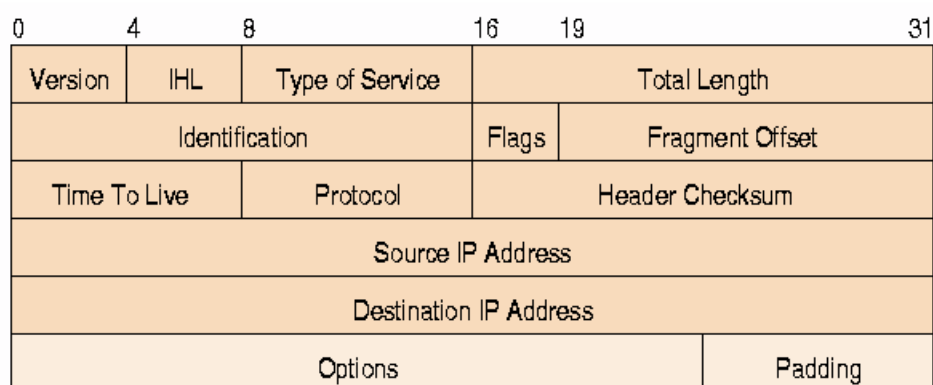 0 4 8 16 19 31
Version IHL Type of Service Total Length
Identification Flags Fragment Offset
Time To Live Protocol Header Checksum
Source IP Address
Destination IP Address
Options Padding